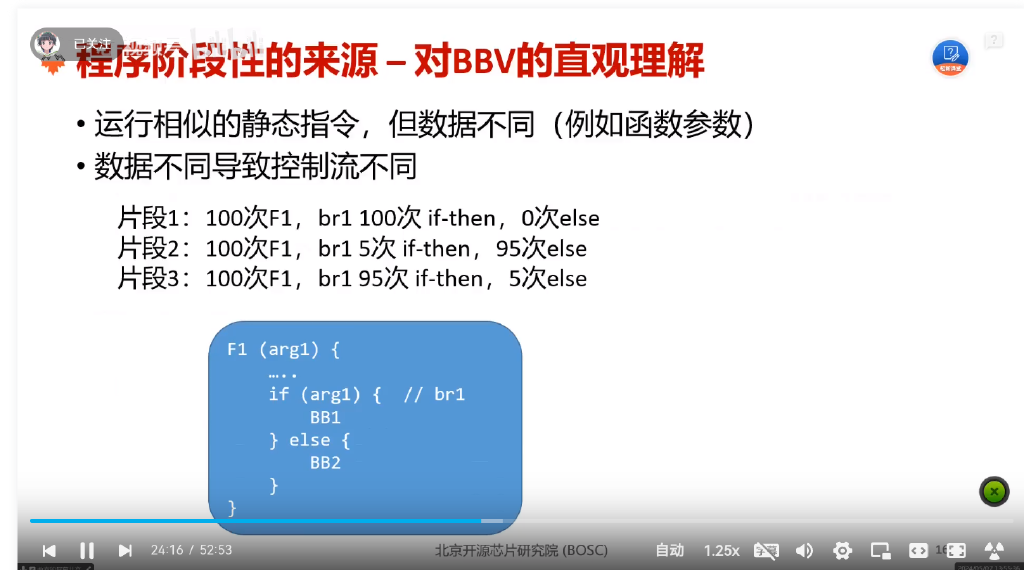 已关注
程序阶段性的来源 – 对BBV的直观理解
• 运行相似的静态指令，但数据不同（例如函数参数）
• 数据不同导致控制流不同
片段1：100次F1，br1 100次 if-then，0次else
片段2：100次F1，br1 5次 if-then，95次else
片段3：100次F1，br1 95次 if-then，5次else
F1 (arg1) {
…..
if (arg1) { // br1
BB1
} else {
BB2
}
}
24:16 / 52:53
北京开源芯片研究院 (BOSC)
自动
1.25x
16